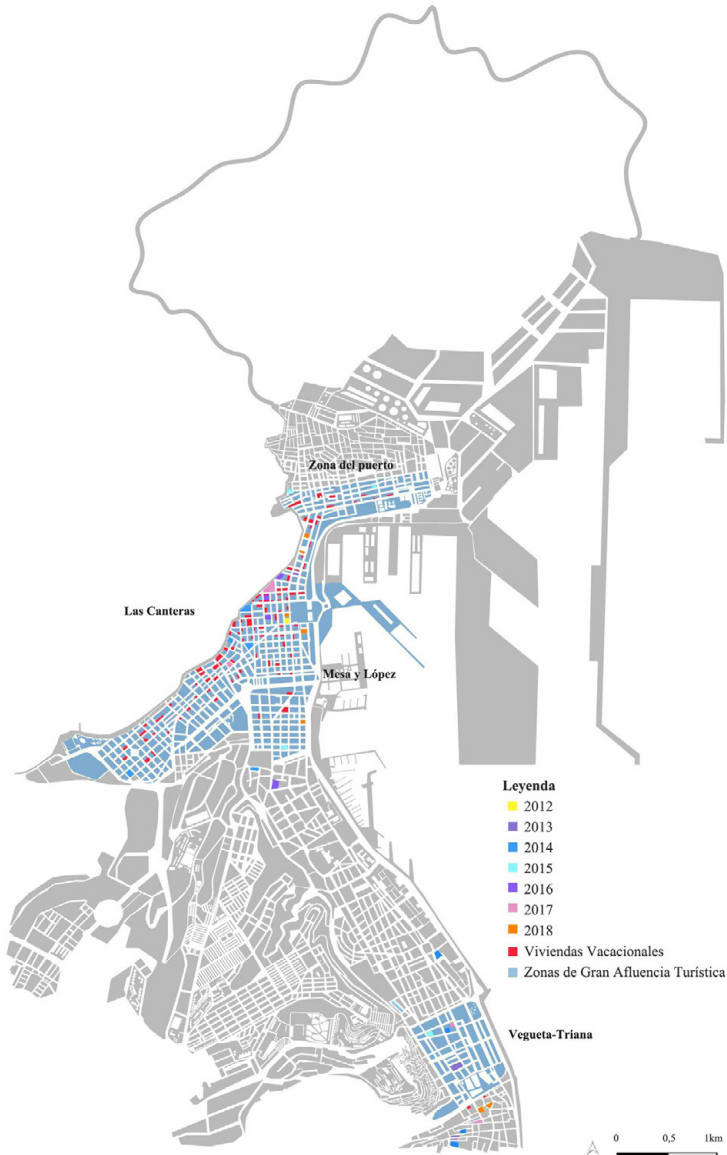 Zona del puerto
Las Canteras
Mesa y López
Leyenda
2012
2013
2014
2015
2016
2017
2018
Viviendas Vacacionales
Zonas de Gran Afluencia Turística
Vegueta-Triana
0 0,5 1km